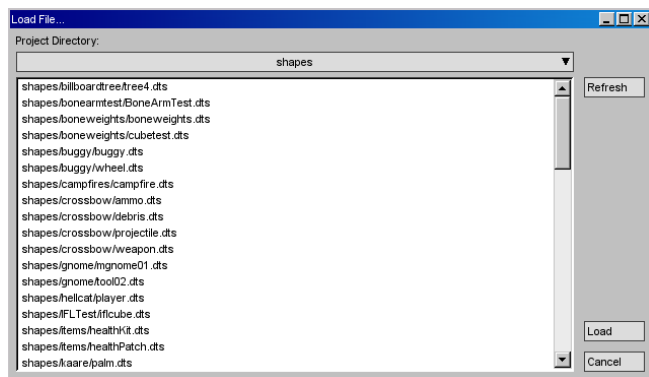 Load File...
Project Directory:
shapes
shapes/billboardtree/tree4.dts
Refresh
shapes/bonearmtest/BoneArmTest.dts
shapes/boneweights/boneweights.dts
shapes/boneweights/cubetest.dts
shapes/buggy/buggy.dts
shapes/buggy/wheel.dts
shapes/campfires/campfire.dts
shapes/crossbow/ammo.dts
shapes/crossbow/debris.dts
shapes/crossbow/projectile.dts
shapes/crossbow/weapon.dts
shapes/gnome/mgnome01.dts
shapes/gnome/tool02.dts
shapes/hellcat/player.dts
shapes/IFLTest/iflcube.dts
shapes/items/healthKit.dts
Load
shapes/items/healthPatch.dts
shapes/kaare/palm.dts
Cancel